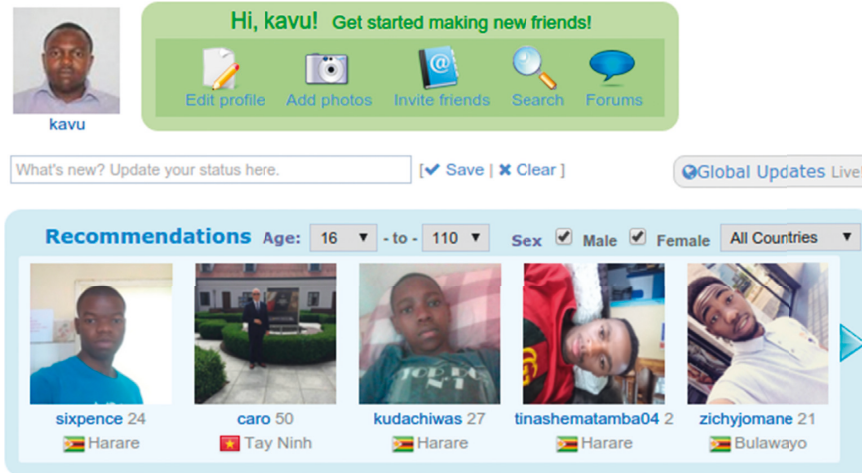 Hi, kavu! Get started making new friends!
Edit profile Add photos Invite friends Search Forums
kavu
What's new? Update your status here. [ Save | Clear ] Global Updates Live
Recommendations Age: 16 - to - 110 Sex Male Female All Countries
TOP DOG
N'T
sixpence 24 caro 50 kudachiwas 27 tinashematamba04 2 zichyjomane 21
Harare Tay Ninh Harare Harare Bulawayo